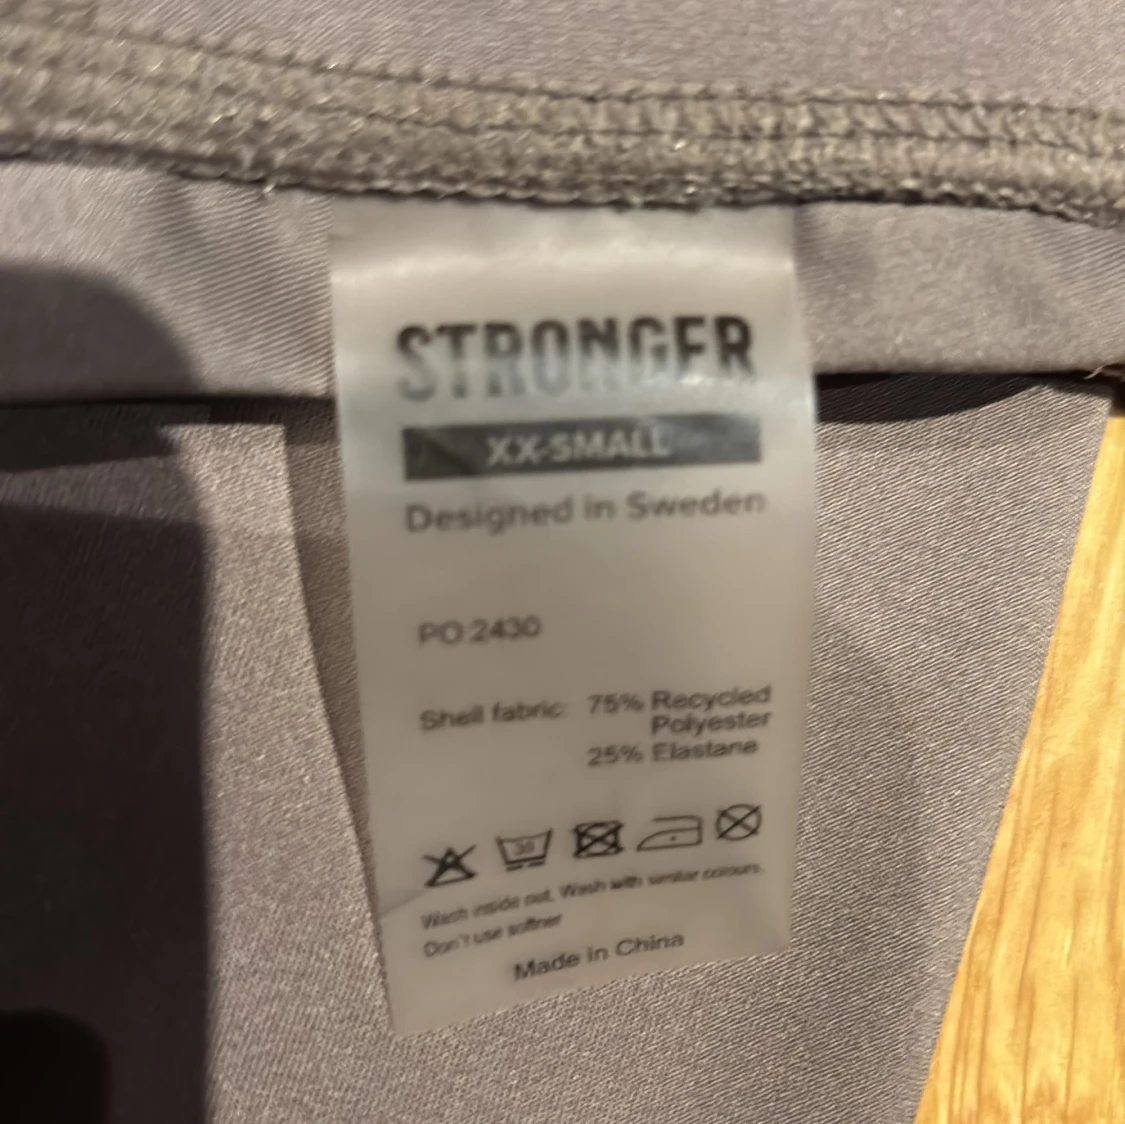 STRONGER
XX-SMALL
Designed in Sweden
PO:2430
Shell fabric: 75% Recycled
Polyester
25% Elastane
30
Wash inside out, Wash with similar colours.
Don't use softner
Made in China